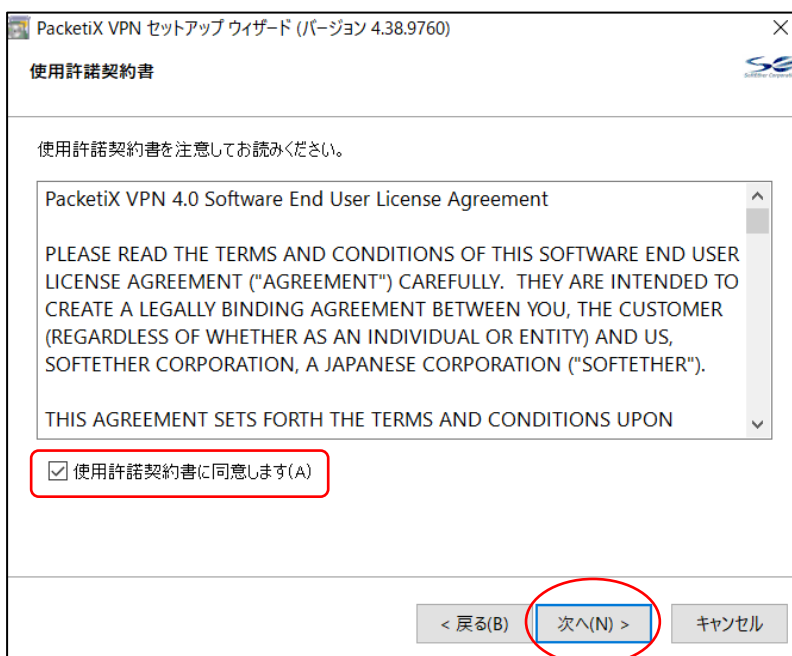 PacketiX VPN セットアップ ウィザード (バージョン 4.38.9760)
使用許諾契約書
使用許諾契約書を注意してお読みください。
PacketiX VPN 4.0 Software End User License Agreement
PLEASE READ THE TERMS AND CONDITIONS OF THIS SOFTWARE END USER
LICENSE AGREEMENT ("AGREEMENT") CAREFULLY.  THEY ARE INTENDED TO
CREATE A LEGALLY BINDING AGREEMENT BETWEEN YOU, THE CUSTOMER
(REGARDLESS OF WHETHER AS AN INDIVIDUAL OR ENTITY) AND US,
SOFTETHER CORPORATION, A JAPANESE CORPORATION ("SOFTETHER").
THIS AGREEMENT SETS FORTH THE TERMS AND CONDITIONS UPON
使用許諾契約書に同意します(A)
< 戻る(B)
次へ(N) >
キャンセル